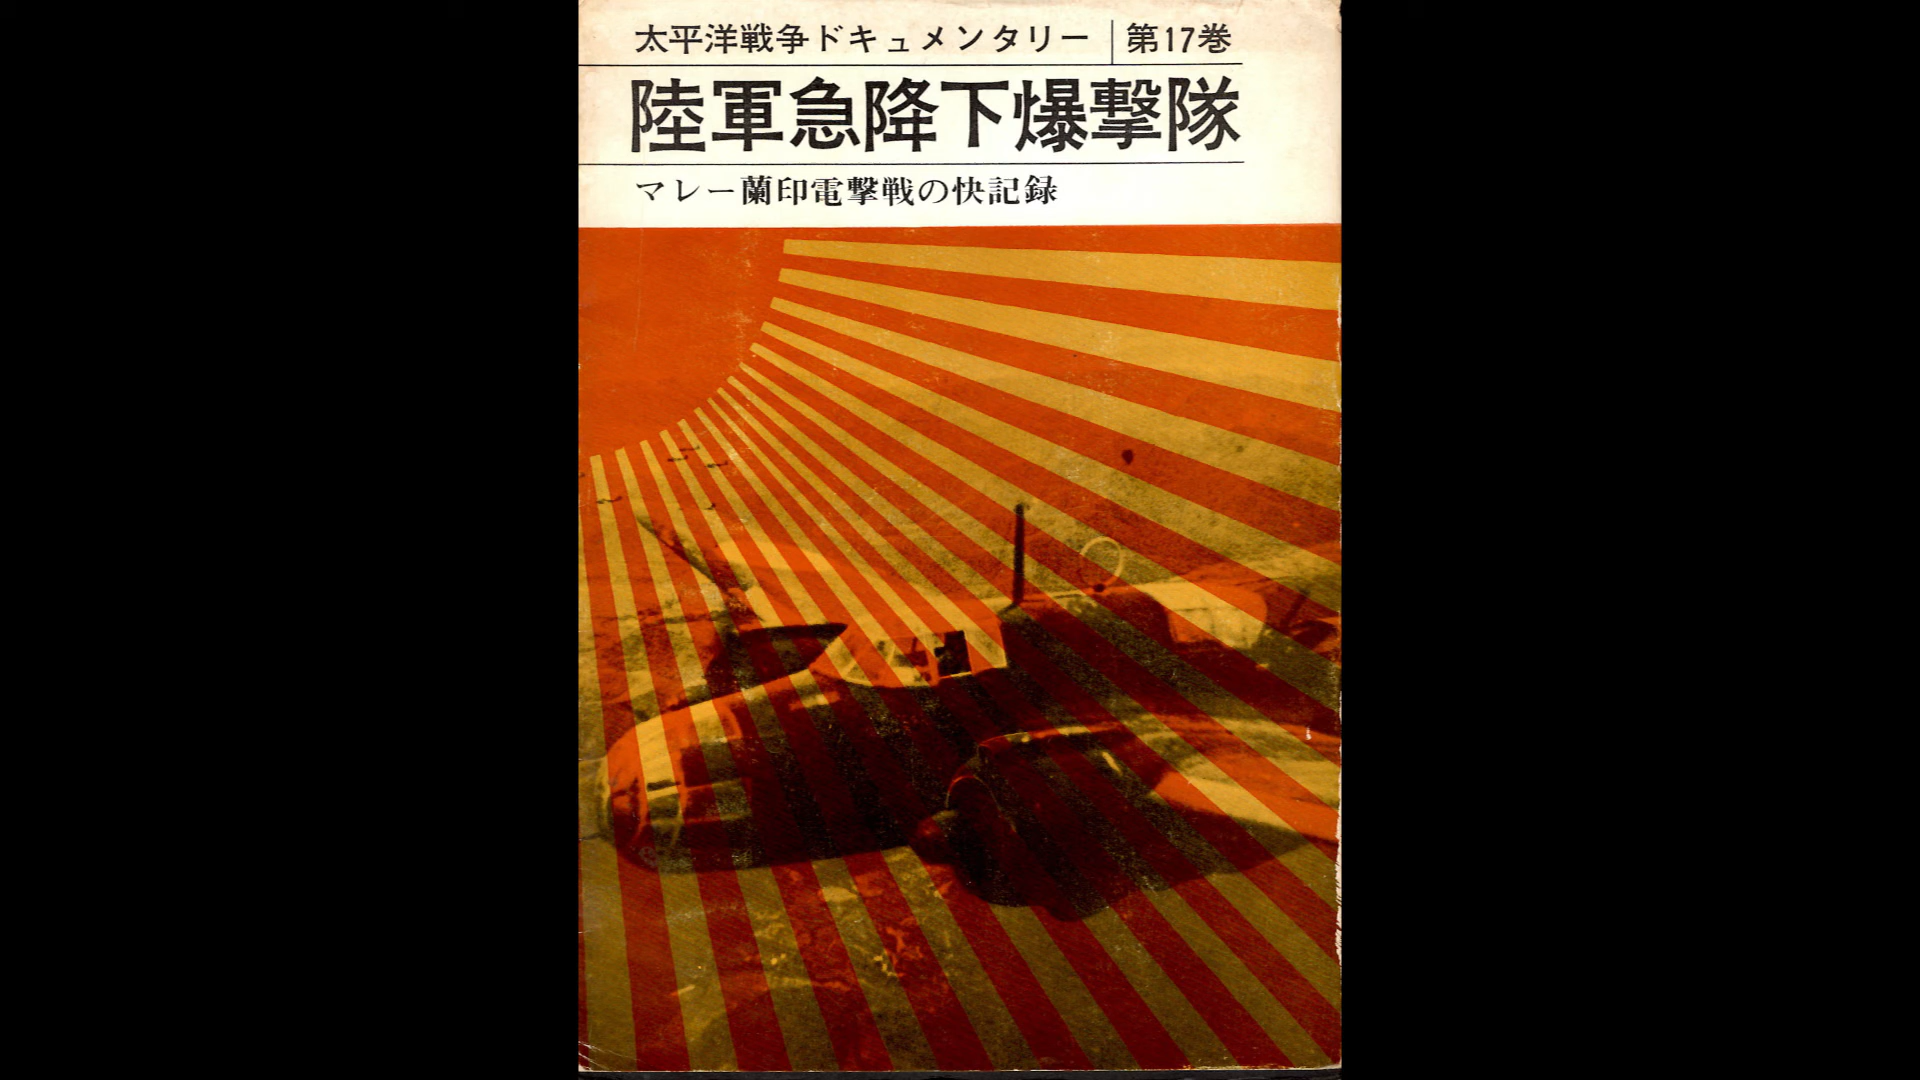 太平洋戦争ドキュメンタリー 第17巻
陸軍急降下爆撃隊
マレー蘭印電撃戦の快記録